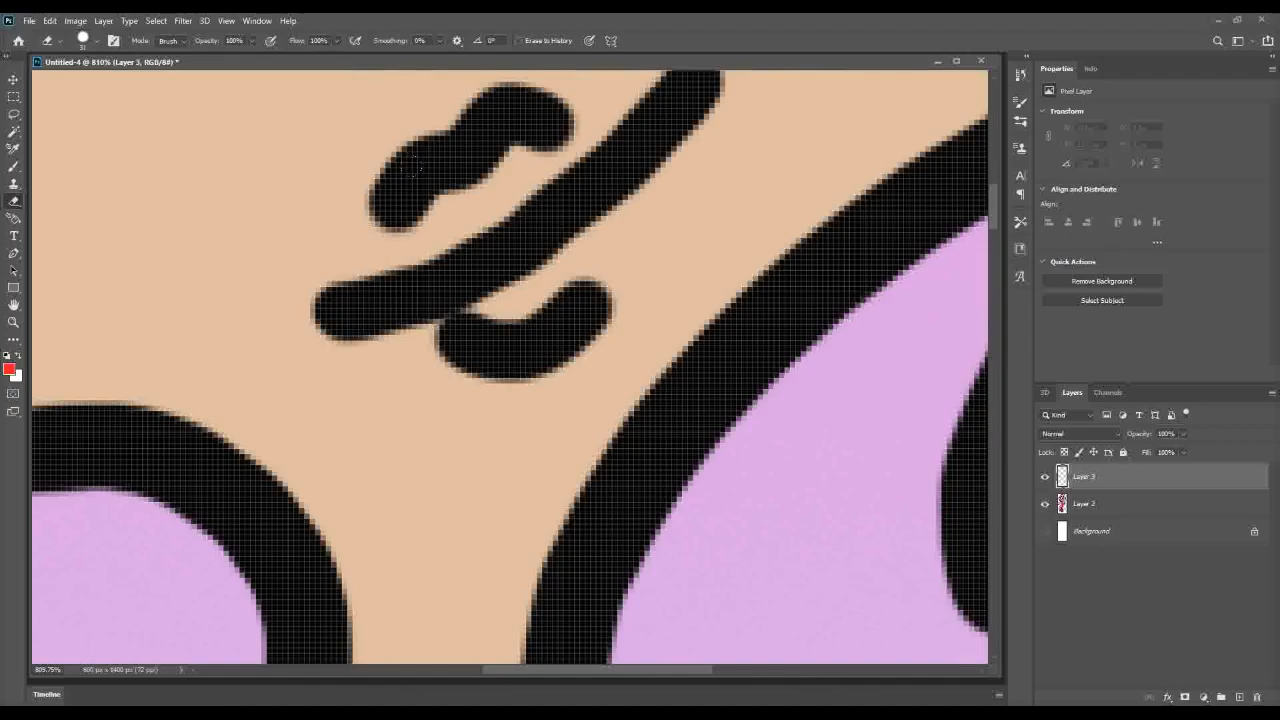 Ps File Edit Image Layer Type Select Filter 3D View Window Help
31 Mode: Brush Opacity: 100% Flow: 100% Smoothing: 0% 0° Erase to History
Untitled-4 @ 810% (Layer 3, RGB/8#) *
Properties Info
Pixel Layer
Transform
Align and Distribute
Align:
Quick Actions
Remove Background
Select Subject
3D Layers Channels
Kind
Normal Opacity: 100%
Lock: Fill: 100%
Layer 3
Layer 2
Background
809.75% 600 px x 1400 px (72 ppi)
Timeline